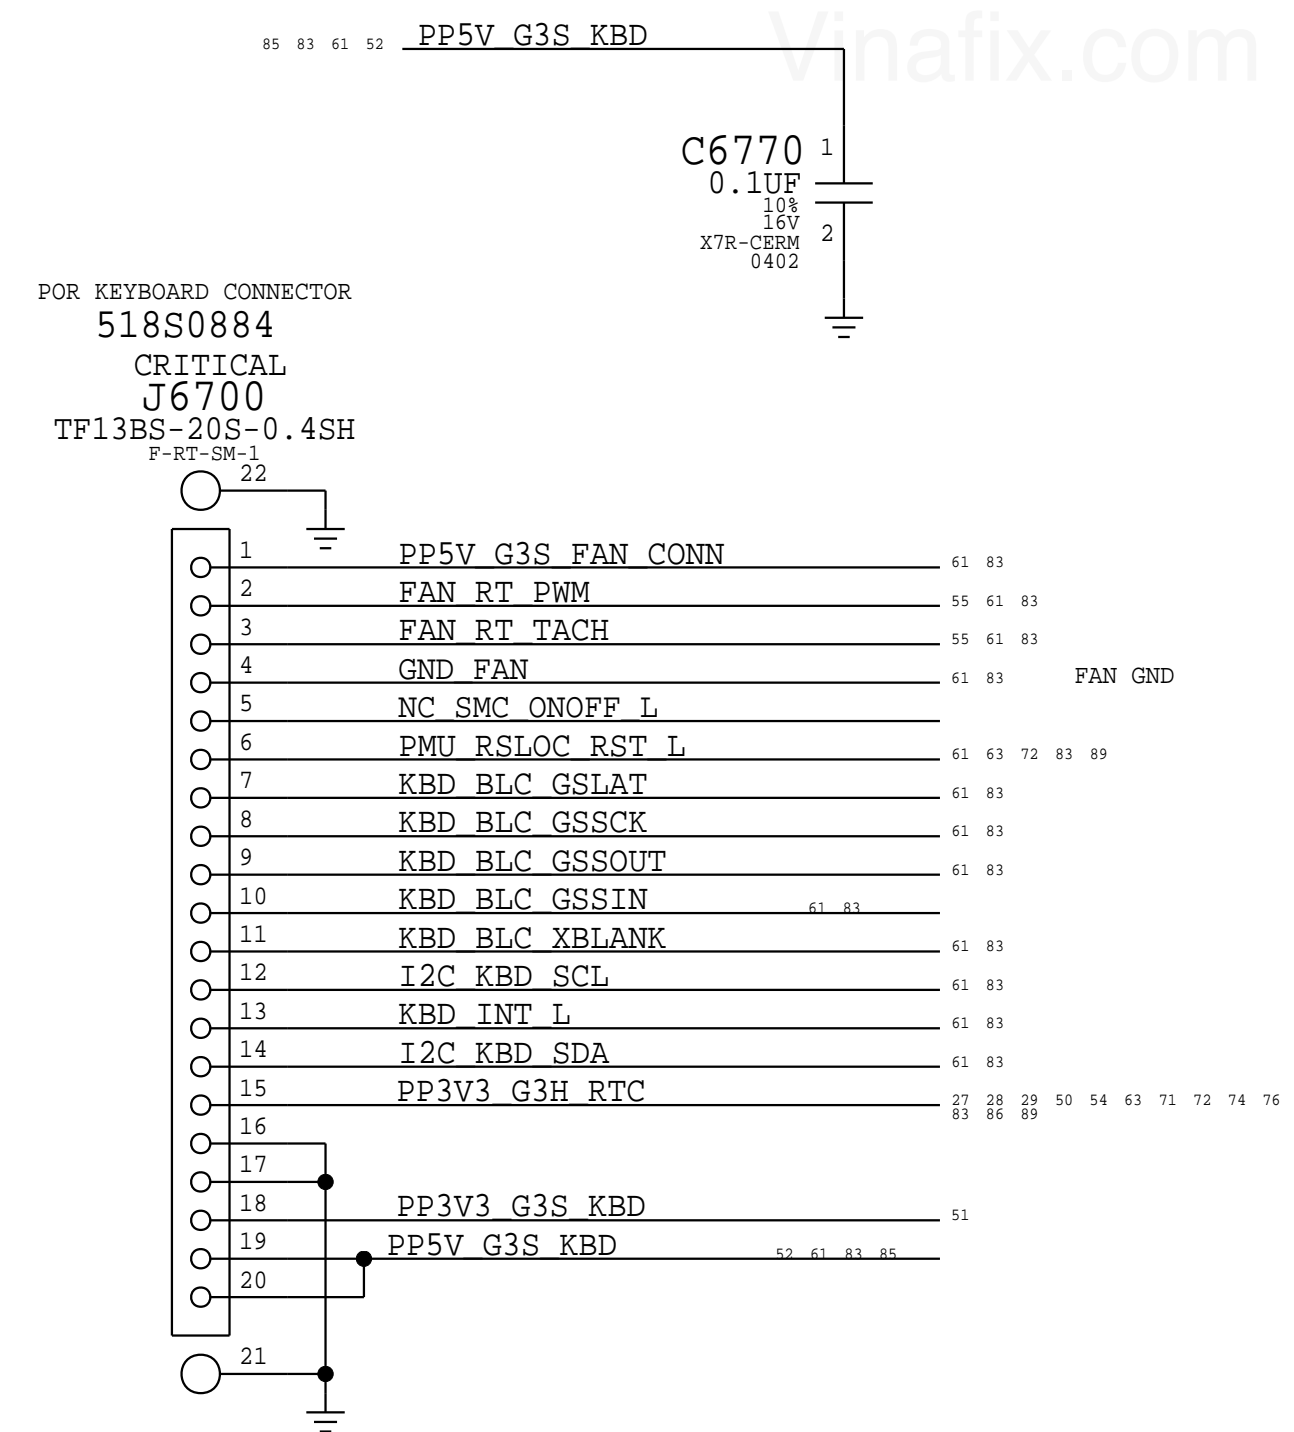 Vinafix.com
85 83 61 52 PP5V_G3S_KBD
C6770 1
0.1UF
10%
16V
X7R-CERM
0402
2
POR KEYBOARD CONNECTOR
518S0884
CRITICAL
J6700
TF13BS-20S-0.4SH
F-RT-SM-1
22
1 PP5V_G3S_FAN_CONN 61 83
2 FAN_RT_PWM 55 61 83
3 FAN_RT_TACH 55 61 83
4 GND_FAN 61 83 FAN GND
5 NC_SMC_ONOFF_L
6 PMU_RSLOC_RST_L 61 63 72 83 89
7 KBD_BLC_GSLAT 61 83
8 KBD_BLC_GSSCK 61 83
9 KBD_BLC_GSSOUT 61 83
10 KBD_BLC_GSSIN 61 83
11 KBD_BLC_XBLANK 61 83
12 I2C_KBD_SCL 61 83
13 KBD_INT_L 61 83
14 I2C_KBD_SDA 61 83
15 PP3V3_G3H_RTC 27 28 29 50 54 63 71 72 74 76
83 86 89
16
17
18 PP3V3_G3S_KBD 51
19 PP5V_G3S_KBD 52 61 83 85
20
21